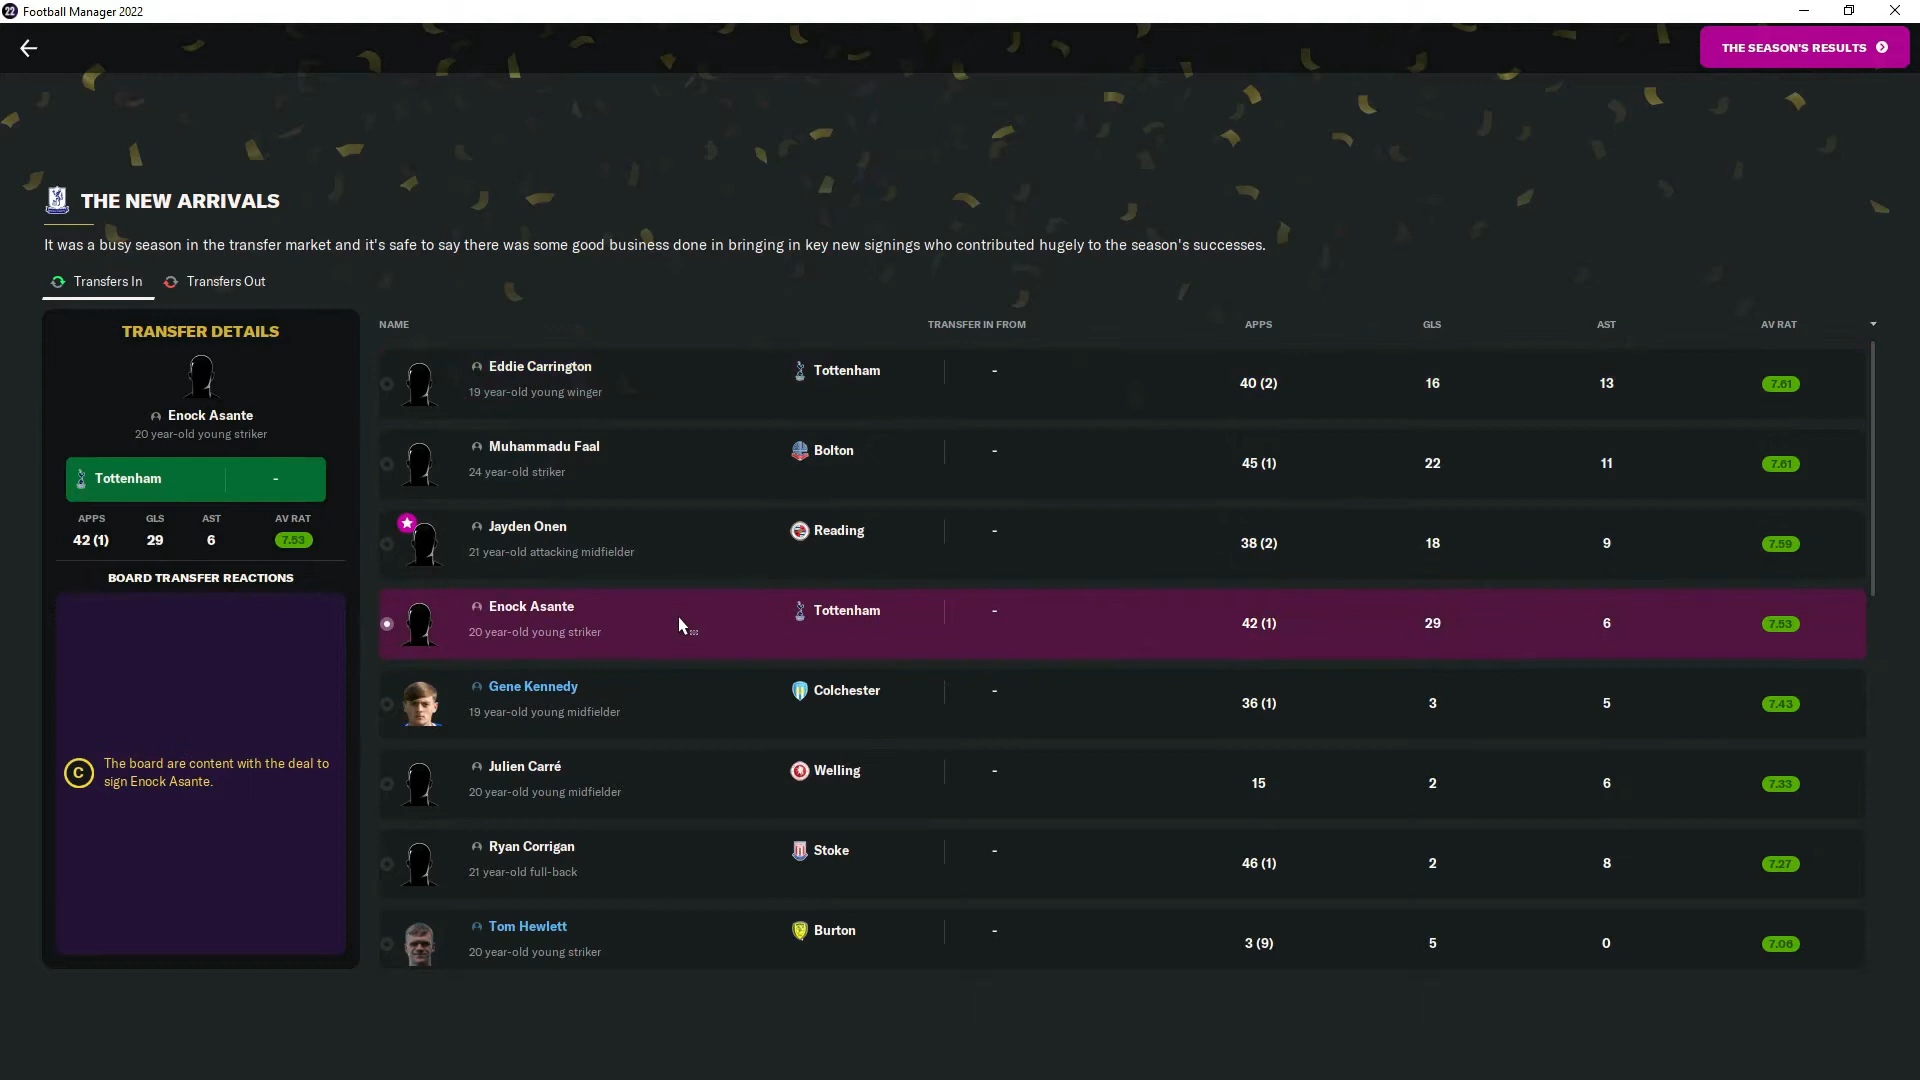 22 Football Manager 2022
THE SEASON'S RESULTS
THE NEW ARRIVALS
It was a busy season in the transfer market and it's safe to say there was some good business done in bringing in key new signings who contributed hugely to the season's successes.
Transfers In Transfers Out
TRANSFER DETAILS
Enock Asante
20 year-old young striker
Tottenham -
APPS GLS AST AV RAT
42 (1) 29 6 7.53
BOARD TRANSFER REACTIONS
C The board are content with the deal to
sign Enock Asante.
NAME TRANSFER IN FROM APPS GLS AST AV RAT
Eddie Carrington Tottenham - 40 (2) 16 13 7.61
19 year-old young winger
Muhammadu Faal Bolton - 45 (1) 22 11 7.61
24 year-old striker
Jayden Onen Reading - 38 (2) 18 9 7.59
21 year-old attacking midfielder
Enock Asante Tottenham - 42 (1) 29 6 7.53
20 year-old young striker
Gene Kennedy Colchester - 36 (1) 3 5 7.43
19 year-old young midfielder
Julien Carré Welling - 15 2 6 7.33
20 year-old young midfielder
Ryan Corrigan Stoke - 46 (1) 2 8 7.27
21 year-old full-back
Tom Hewlett Burton - 3 (9) 5 0 7.06
20 year-old young striker